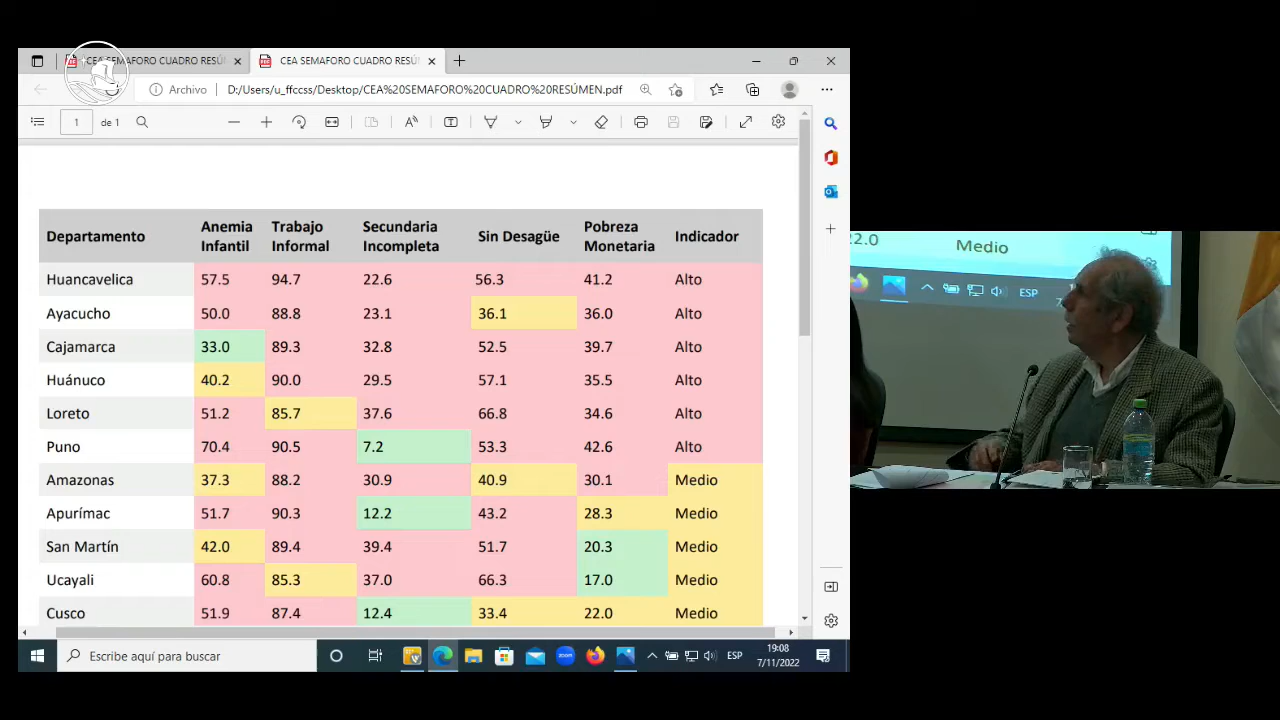 CEA SEMAFORO CUADRO RESÚ
CEA SEMAFORO CUADRO RESÚ
Archivo D:/Users/u_ffccss/Desktop/CEA%20SEMAFORO%20CUADRO%20RESÚMEN.pdf
1 de 1
Departamento Anemia Infantil Trabajo Informal Secundaria Incompleta Sin Desagüe Pobreza Monetaria Indicador
Huancavelica 57.5 94.7 22.6 56.3 41.2 Alto
Ayacucho 50.0 88.8 23.1 36.1 36.0 Alto
Cajamarca 33.0 89.3 32.8 52.5 39.7 Alto
Huánuco 40.2 90.0 29.5 57.1 35.5 Alto
Loreto 51.2 85.7 37.6 66.8 34.6 Alto
Puno 70.4 90.5 7.2 53.3 42.6 Alto
Amazonas 37.3 88.2 30.9 40.9 30.1 Medio
Apurímac 51.7 90.3 12.2 43.2 28.3 Medio
San Martín 42.0 89.4 39.4 51.7 20.3 Medio
Ucayali 60.8 85.3 37.0 66.3 17.0 Medio
Cusco 51.9 87.4 12.4 33.4 22.0 Medio
Escribe aquí para buscar
zoom
ESP
19:08
7/11/2022
22.0 Medio
ESP